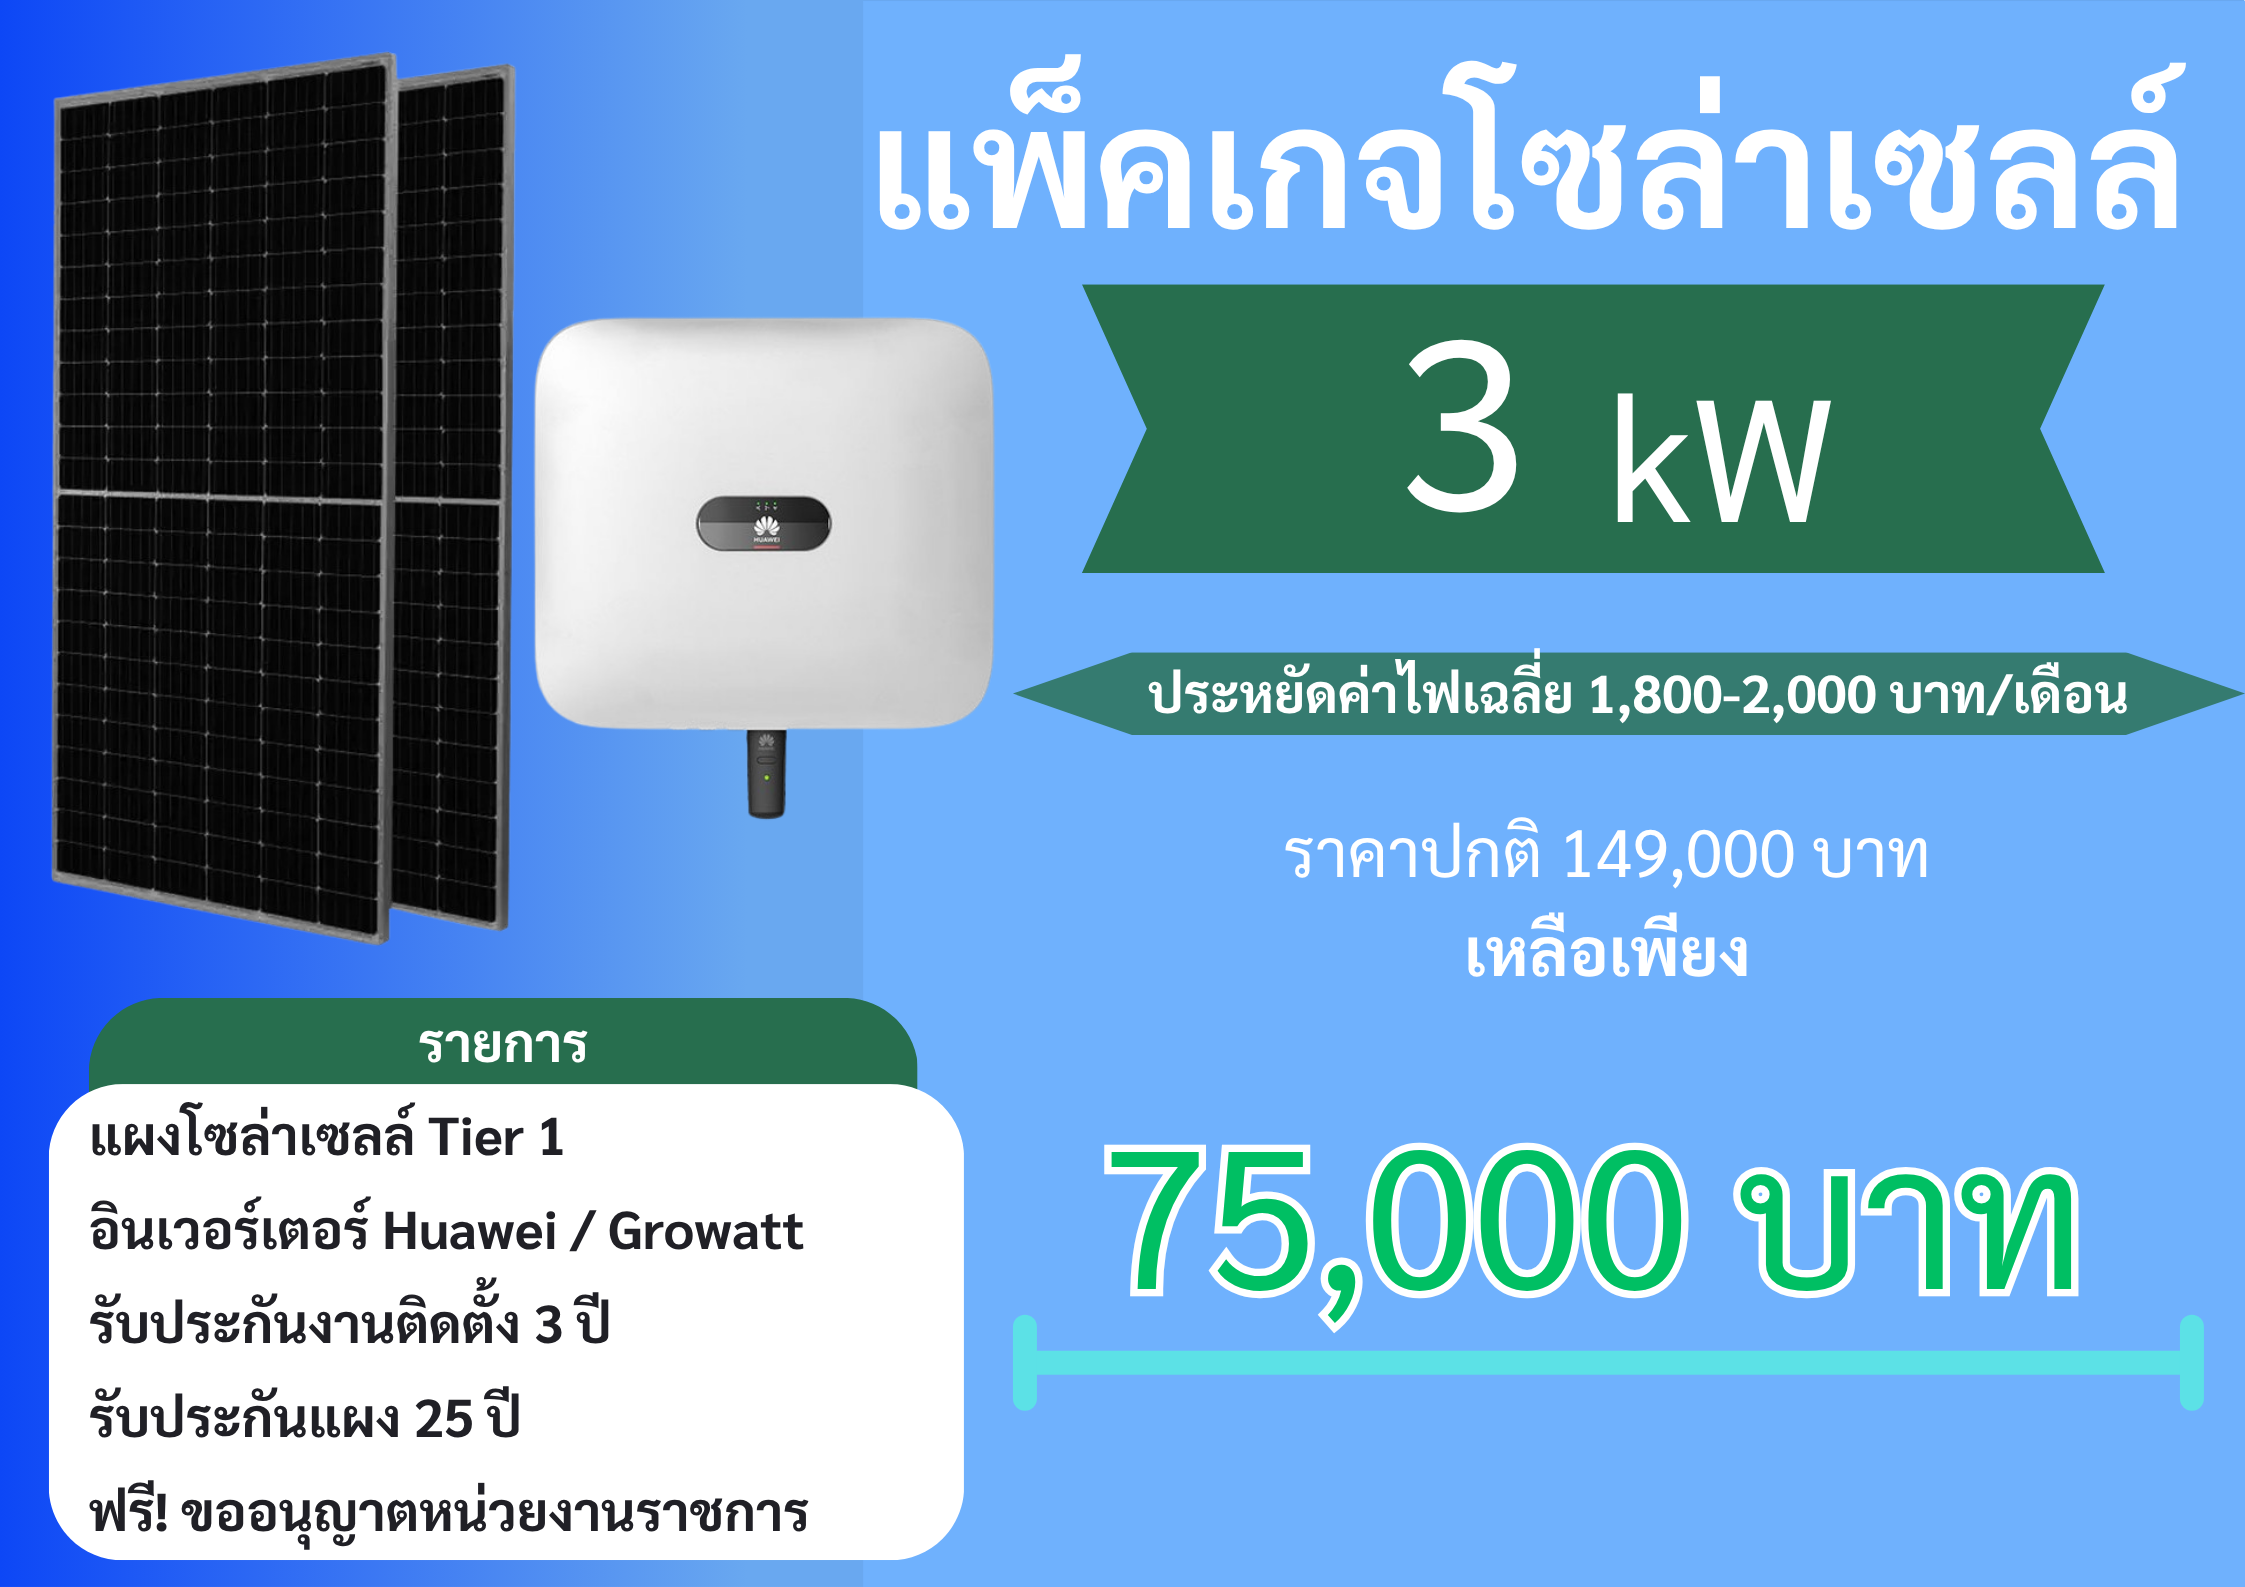 แพ็คเกจโซล่าเซลล์
3 kW
HUAWEI
ประหยัดค่าไฟเฉลี่ย 1,800-2,000 บาท/เดือน
ราคาปกติ 149,000 บาท
เหลือเพียง
75,000 บาท
รายการ
แผงโซล่าเซลล์ Tier 1
อินเวอร์เตอร์ Huawei / Growatt
รับประกันงานติดตั้ง 3 ปี
รับประกันแผง 25 ปี
ฟรี! ขออนุญาตหน่วยงานราชการ